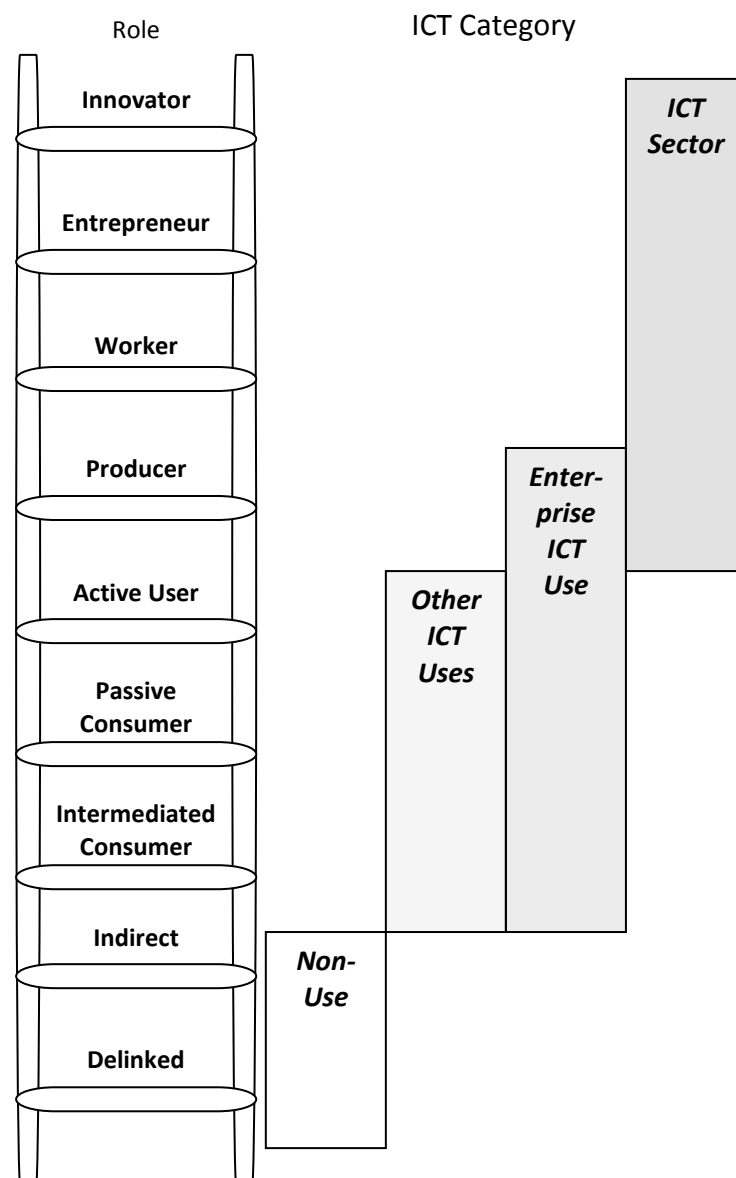 Role
ICT Category
Innovator
Entrepreneur
Worker
Producer
Active User
Passive
Consumer
Intermediated
Consumer
Indirect
Delinked
Non-
Use
Other
ICT
Uses
Enter-
prise
ICT
Use
ICT
Sector